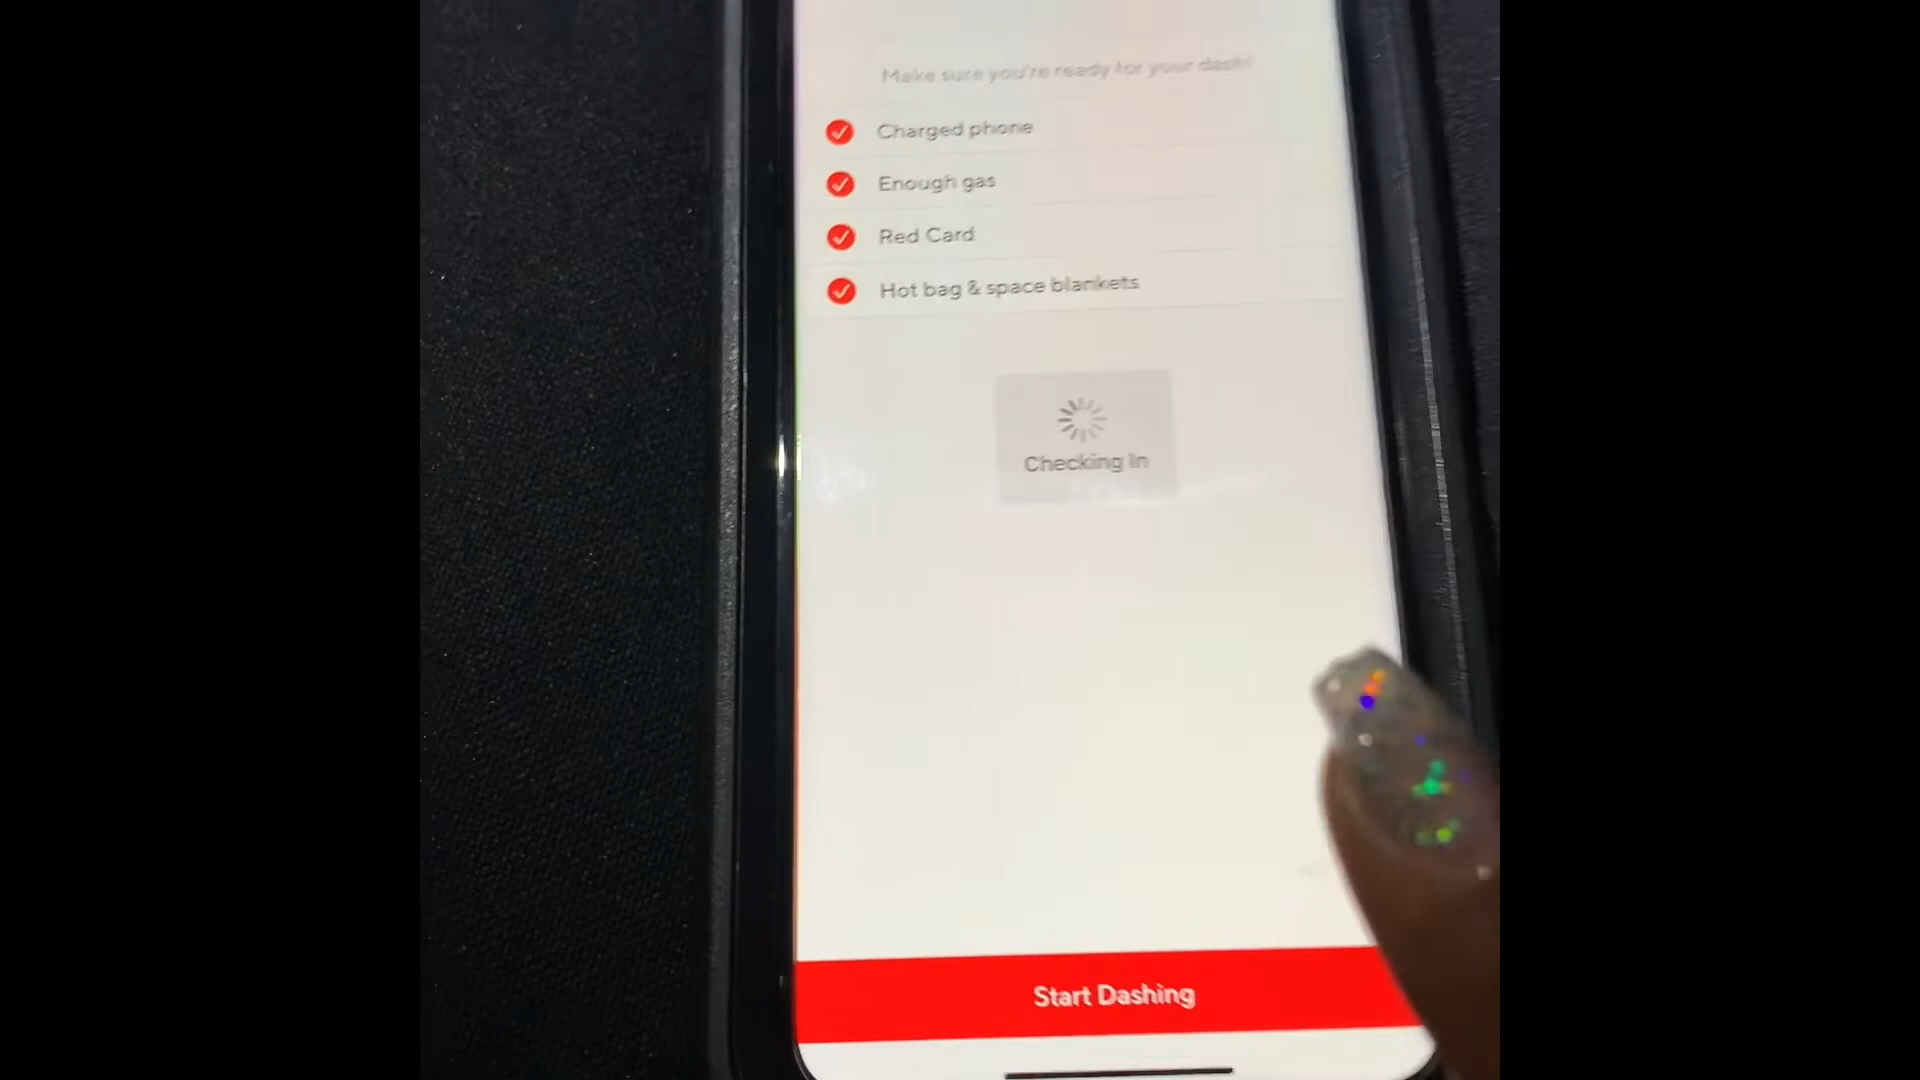 Make sure you're ready for your dash!
Charged phone
Enough gas
Red Card
Hot bag & space blankets
Checking In
Start Dashing